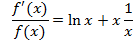 f'(x)/f(x) = ln x + x 1/x